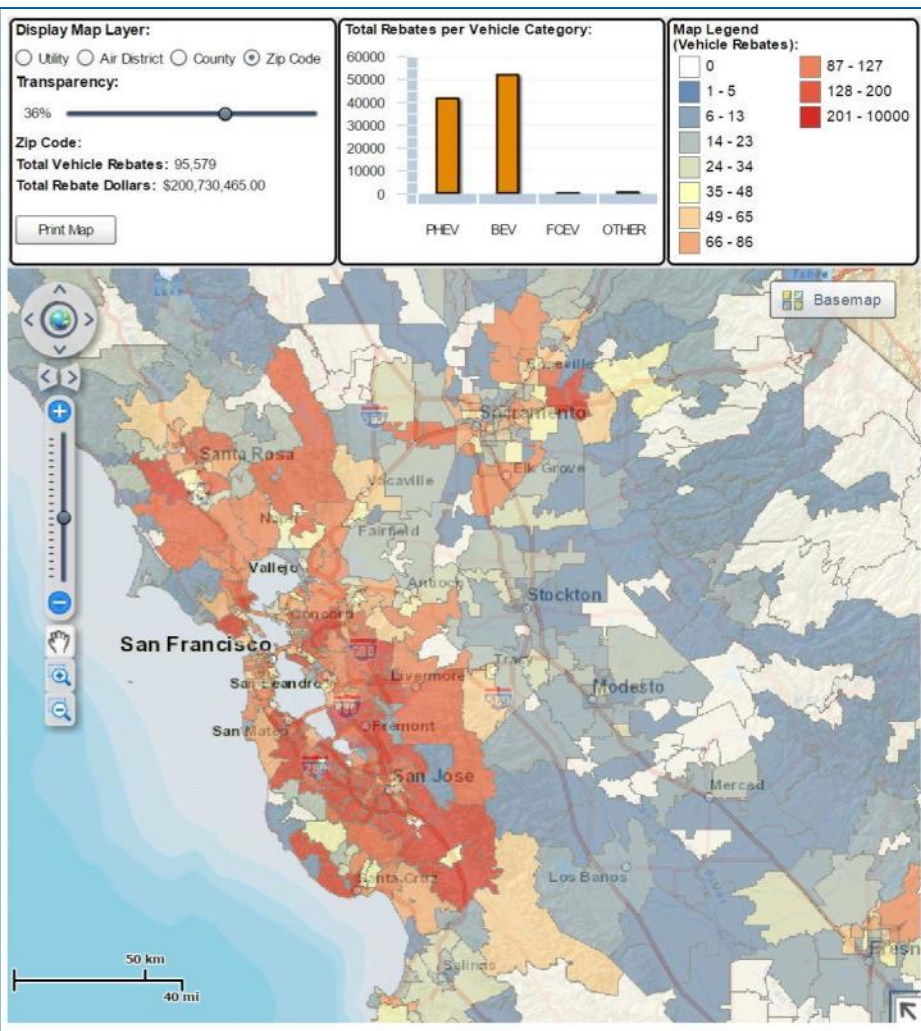 Display Map Layer:
Utility Air District County Zip Code
Transparency:
36%
Zip Code:
Total Vehicle Rebates: 95,579
Total Rebate Dollars: $200,730,465.00
Print Map
Total Rebates per Vehicle Category:
60000
50000
40000
30000
20000
10000
0
PHEV BEV FCEV OTHER
Map Legend
(Vehicle Rebates):
0
1 - 5
6 - 13
14 - 23
24 - 34
35 - 48
49 - 65
66 - 86
87 - 127
128 - 200
201 - 10000
Basemap
Roseville
Sacramento
Santa Rosa
Elk Grove
Vacaville
Napa
Fairfield
Vallejo
Antioch
Stockton
Concord
San Francisco
680
Tracy
Livermore
San Leandro
Modesto
Fremont
San Mateo
280
San Jose
Merced
Santa Cruz
Los Banos
Fresn
Salinas
50 km
40 mi